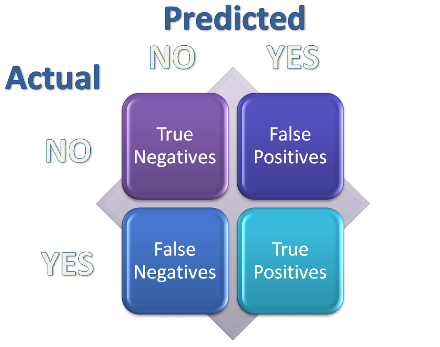 Predicted
NO YES
Actual
NO
True
Negatives
False
Positives
YES
False
Negatives
True
Positives